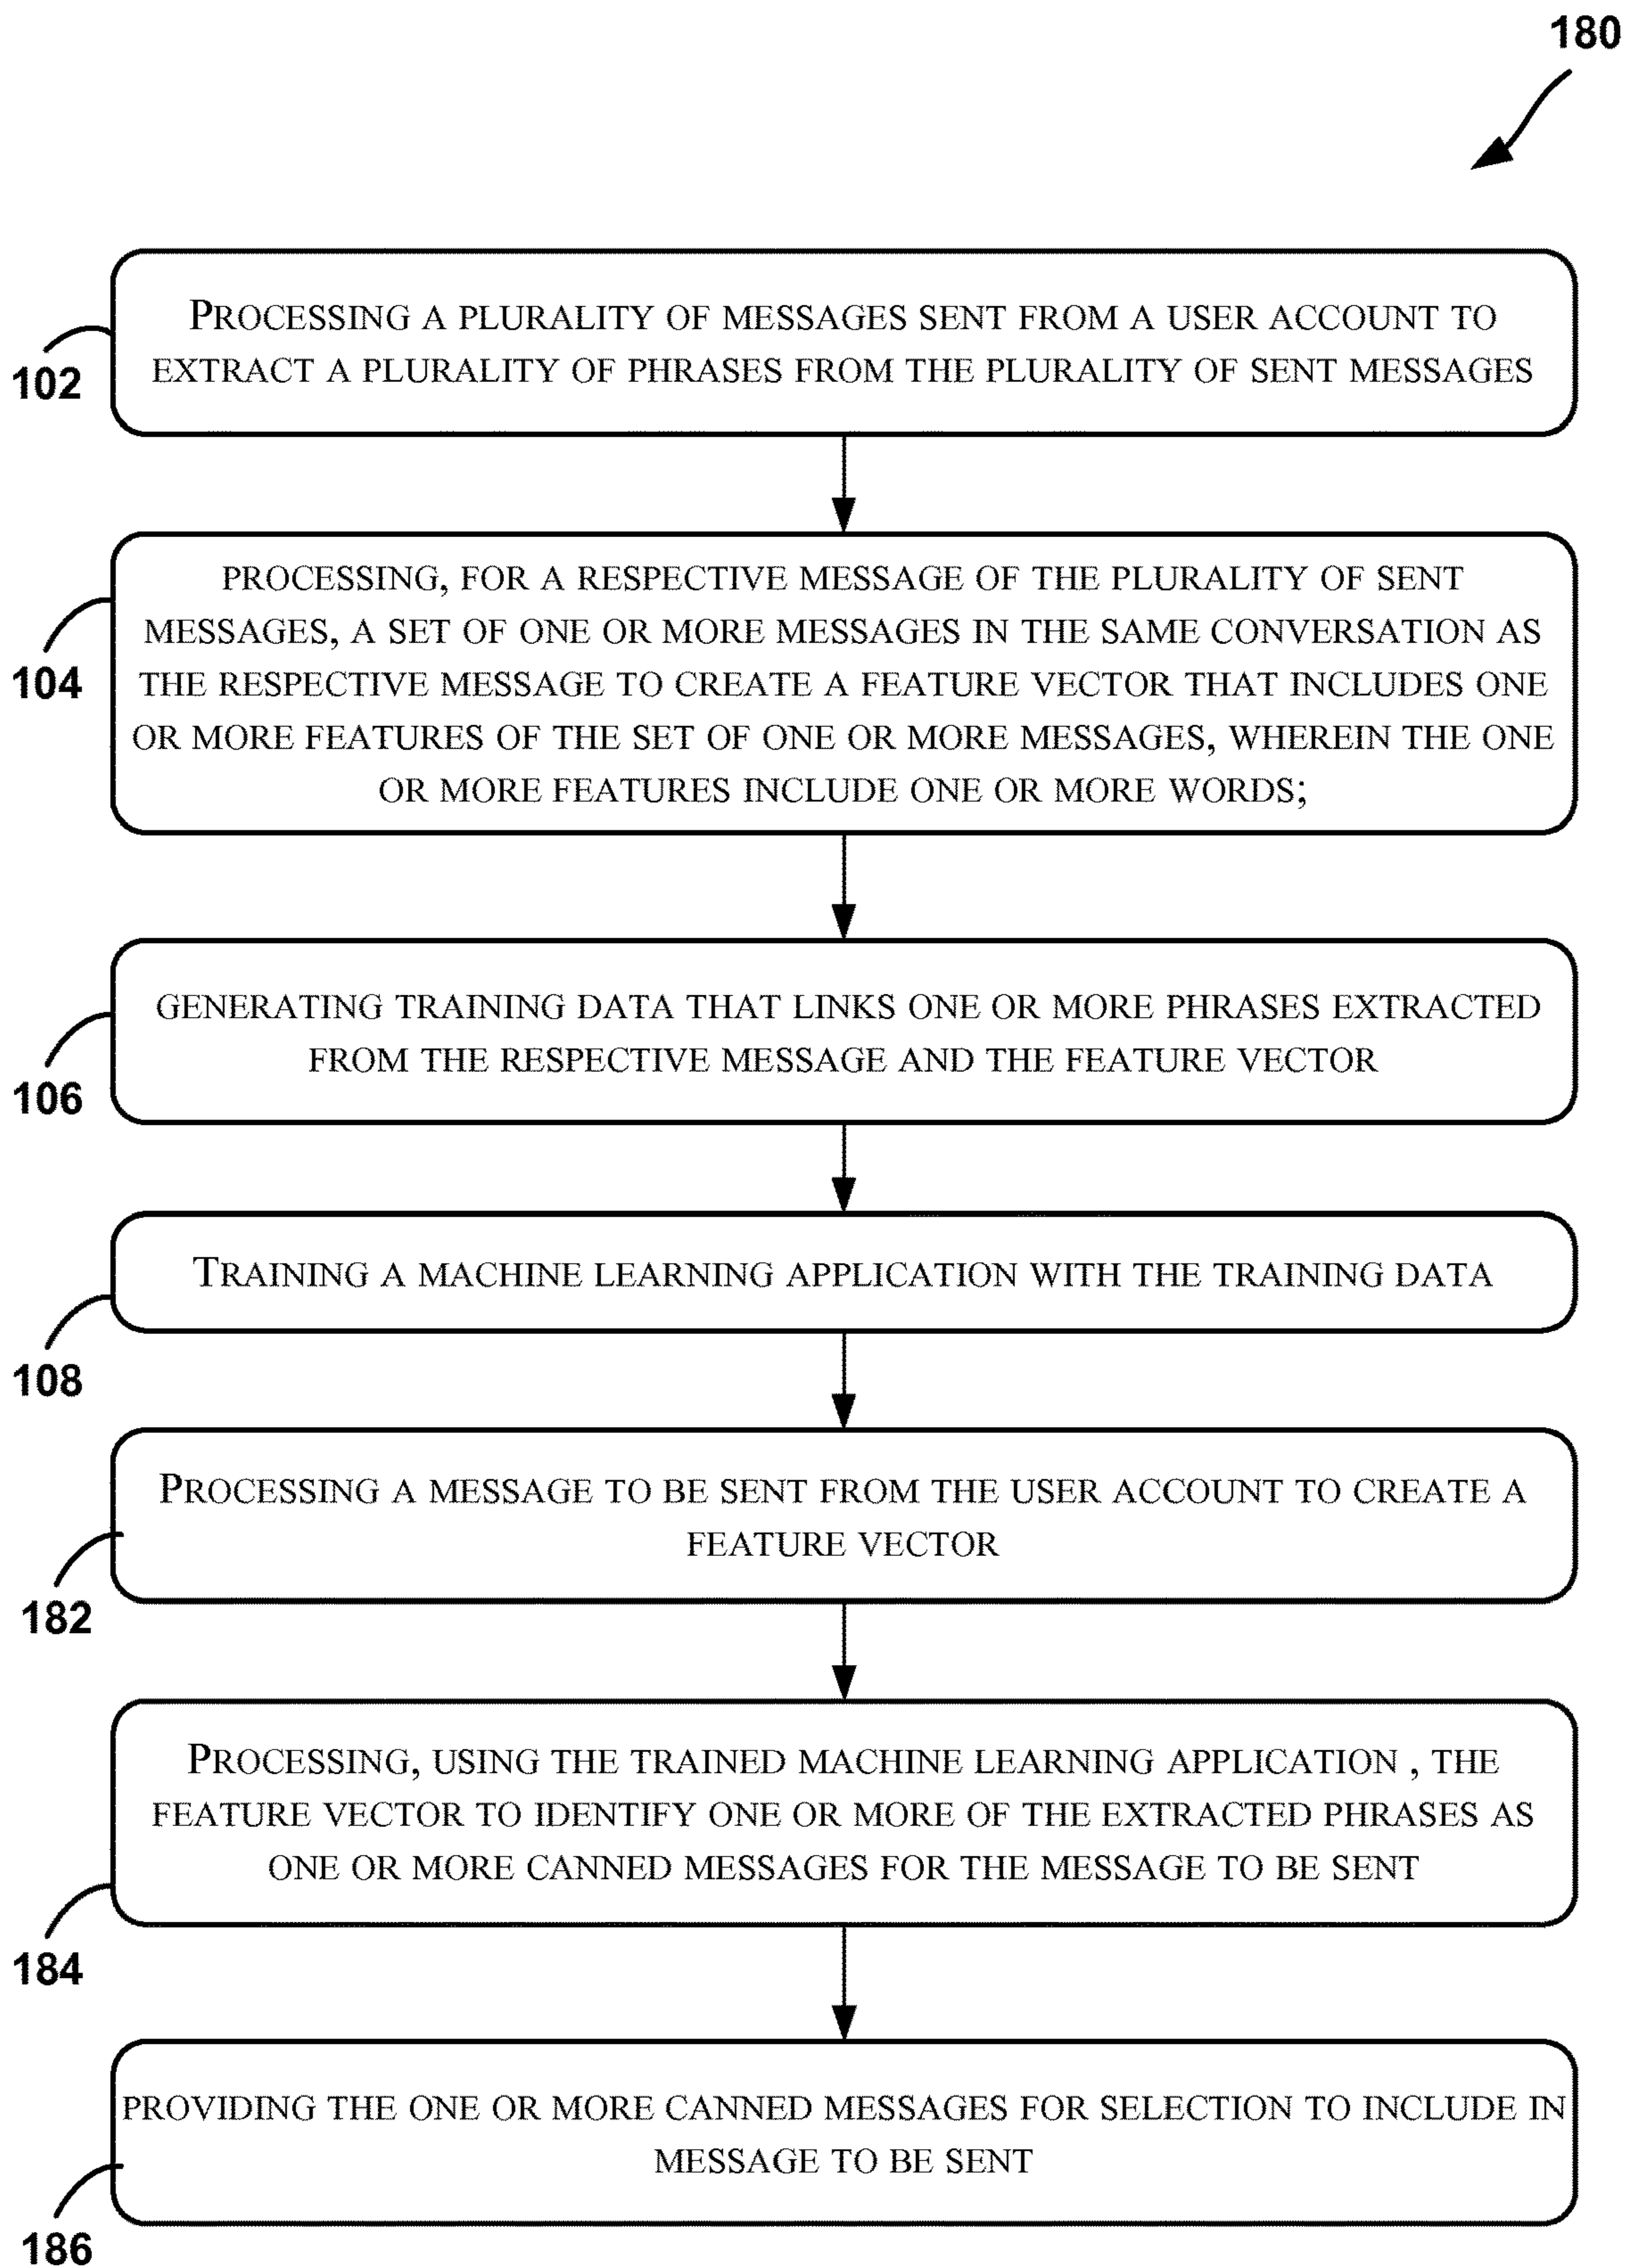 180
PROCESSING A PLURALITY OF MESSAGES SENT FROM A USER ACCOUNT TO
EXTRACT A PLURALITY OF PHRASES FROM THE PLURALITY OF SENT MESSAGES
102
PROCESSING, FOR A RESPECTIVE MESSAGE OF THE PLURALITY OF SENT
MESSAGES, A SET OF ONE OR MORE MESSAGES IN THE SAME CONVERSATION AS
THE RESPECTIVE MESSAGE TO CREATE A FEATURE VECTOR THAT INCLUDES ONE
OR MORE FEATURES OF THE SET OF ONE OR MORE MESSAGES, WHEREIN THE ONE
OR MORE FEATURES INCLUDE ONE OR MORE WORDS;
104
GENERATING TRAINING DATA THAT LINKS ONE OR MORE PHRASES EXTRACTED
FROM THE RESPECTIVE MESSAGE AND THE FEATURE VECTOR
106
TRAINING A MACHINE LEARNING APPLICATION WITH THE TRAINING DATA
108
PROCESSING A MESSAGE TO BE SENT FROM THE USER ACCOUNT TO CREATE A
FEATURE VECTOR
182
PROCESSING, USING THE TRAINED MACHINE LEARNING APPLICATION , THE
FEATURE VECTOR TO IDENTIFY ONE OR MORE OF THE EXTRACTED PHRASES AS
ONE OR MORE CANNED MESSAGES FOR THE MESSAGE TO BE SENT
184
PROVIDING THE ONE OR MORE CANNED MESSAGES FOR SELECTION TO INCLUDE IN
MESSAGE TO BE SENT
186